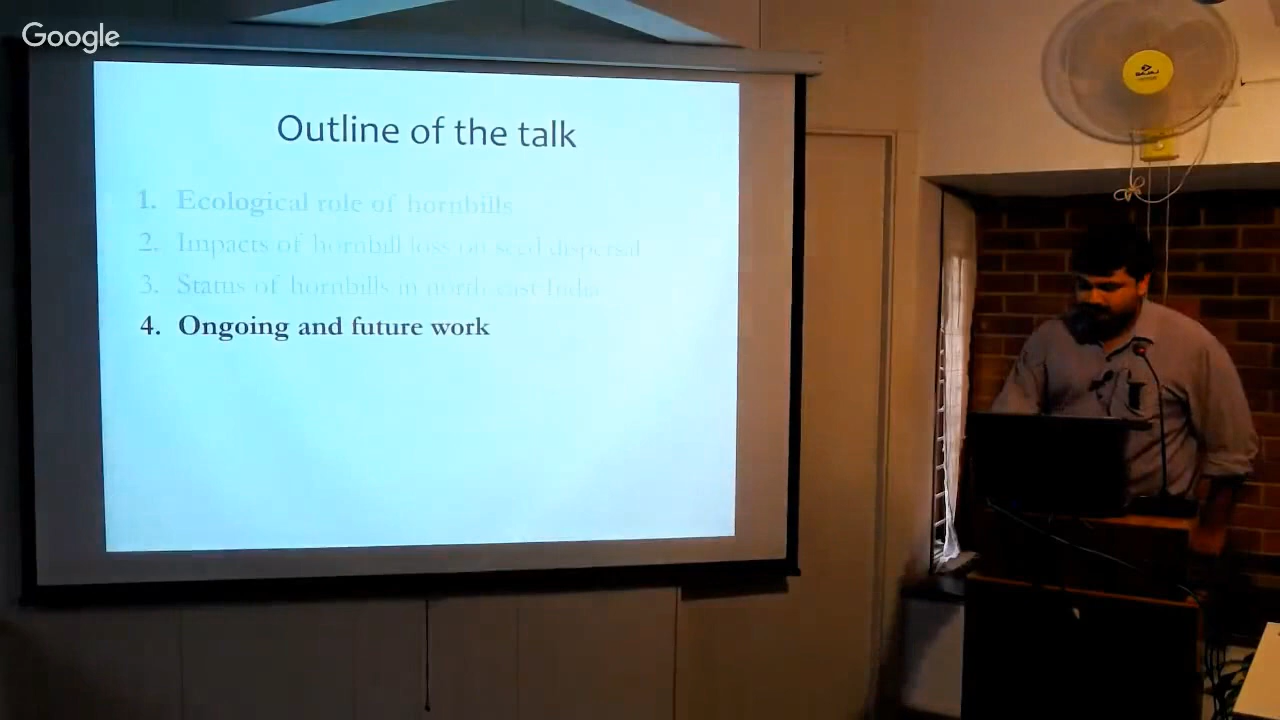 Google
Outline of the talk
1. Ecological role of hornbills
2. Impacts of hornbill loss on seed dispersal
3. Status of hornbills in north-east India
4. Ongoing and future work
BAJAJ